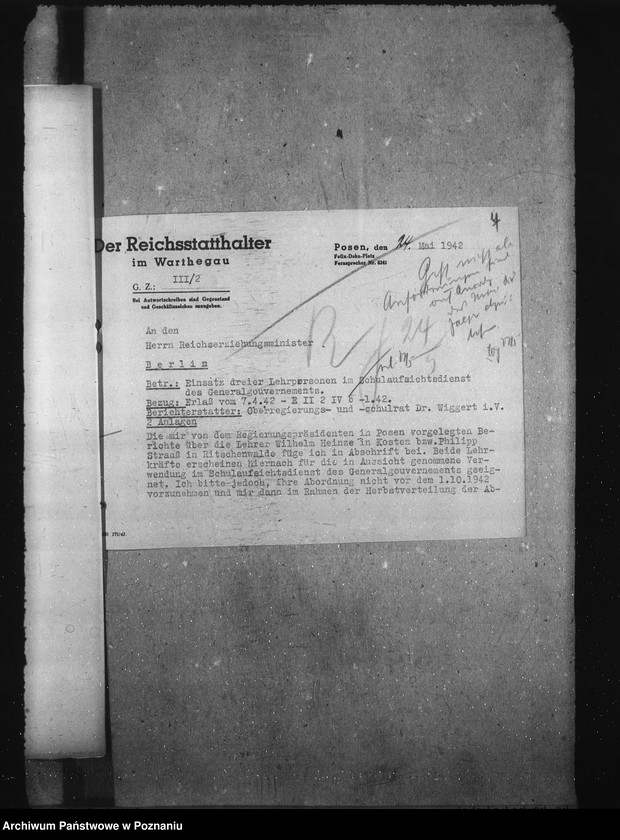 4
Der Reichsstatthalter
im Warthegau
III/2
G. Z.:
Bei Antwortschreiben sind Gegenstand
und Geschäftszeichen anzugeben.
Posen, den 24. Mai 1942
Felix-Dahn-Platz
Fernsprecher Nr. 8241
An den
Herrn Reichserziehungsminister
Berlin
Betr.: Einsatz dreier Lehrpersonen im Schulaufsichtsdienst
des Generalgouvernements.
Bezug: Erlaß vom 7.4.42 - E II 2 IV b -1.42.
Berichterstatter: Oberregierungs- und -schulrat Dr. Wiggert i.V.
2 Anlagen
Die mir von dem Regierungspräsidenten in Posen vorgelegten Be-
richte über die Lehrer Wilhelm Heinze in Kosten bzw. Philipp
Strauß in Ritschenwalde füge ich in Abschrift bei. Beide Lehr-
kräfte erscheinen hiernach für die in Aussicht genommene Ver-
wendung im Schulaufsichtsdienst des Generalgouvernements geeig-
net. Ich bitte jedoch, ihre Abordnung nicht vor dem 1.10.1942
vorzunehmen und mir dann im Rahmen der Herbstverteilung der Ab-
Archiwum Państwowe w Poznaniu